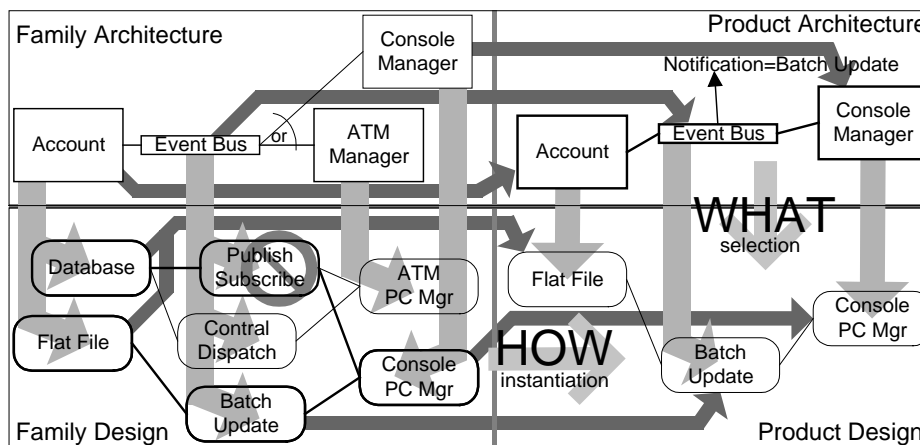 Family Architecture
Console
Manager
Product Architecture
Notification=Batch Update
Account
Event Bus
or
ATM
Manager
Account
Event Bus
Console
Manager
WHAT
selection
Database
Publish
Subscribe
ATM
PC Mgr
Flat File
Console
PC Mgr
Flat File
Contral
Dispatch
Console
PC Mgr
HOW
instantiation
Batch
Update
Batch
Update
Family Design
Product Design